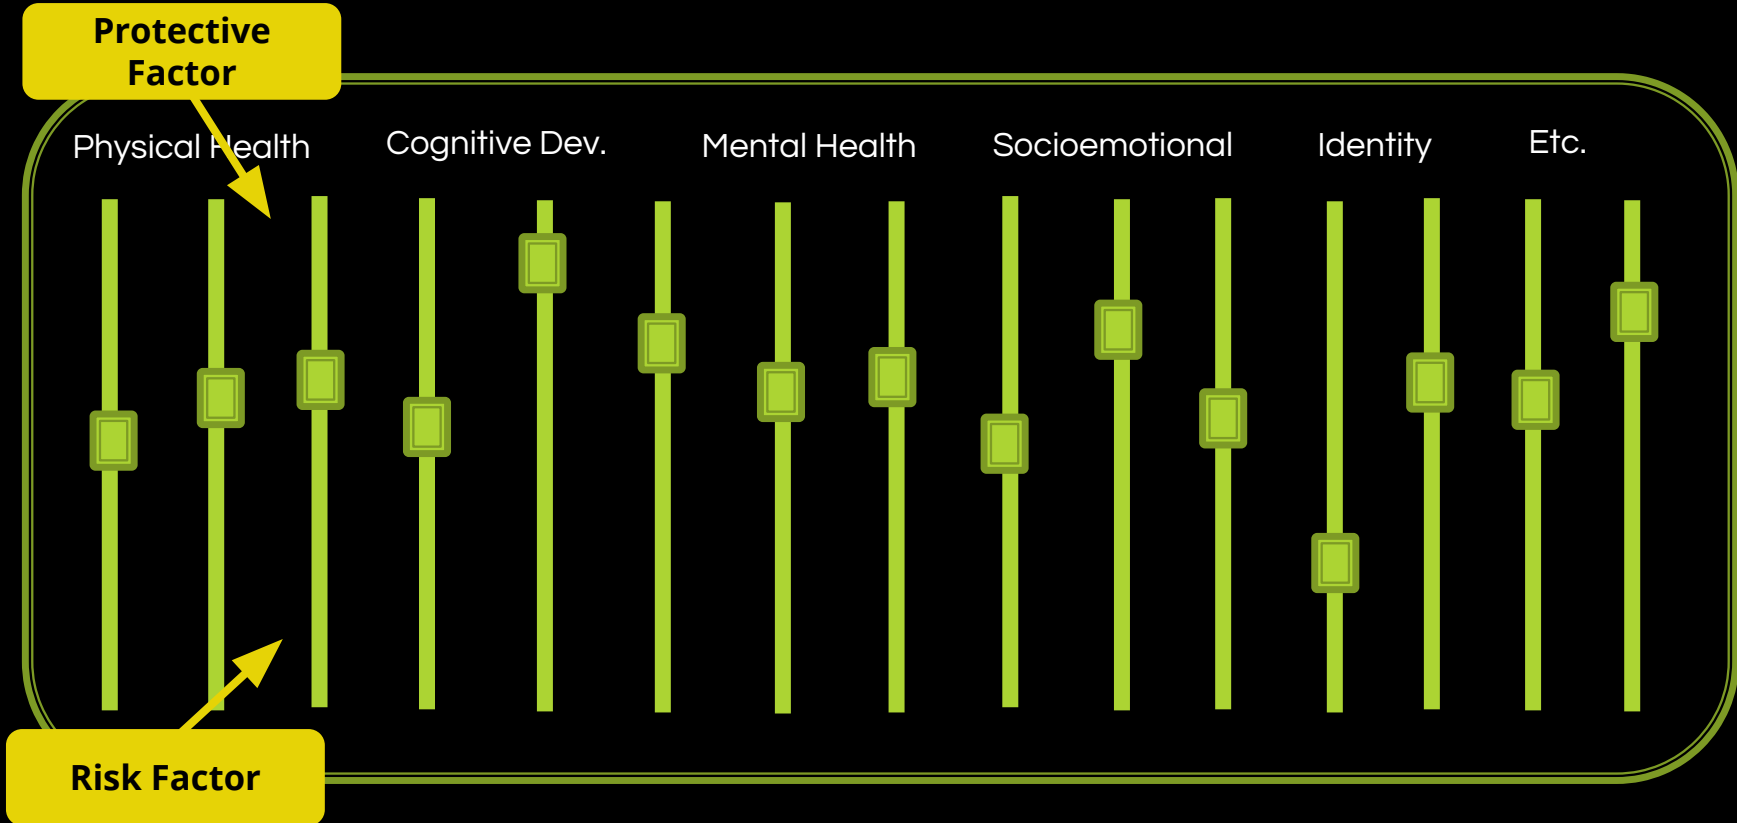 Protective
Factor
Physical Health
Cognitive Dev.
Mental Health
Socioemotional
Identity
Etc.
Risk Factor